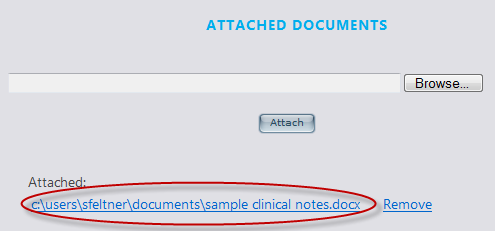 ATTACHED DOCUMENTS
Browse...
Attach
Attached:
c:\users\sfeltner\documents\sample clinical notes.docx Remove